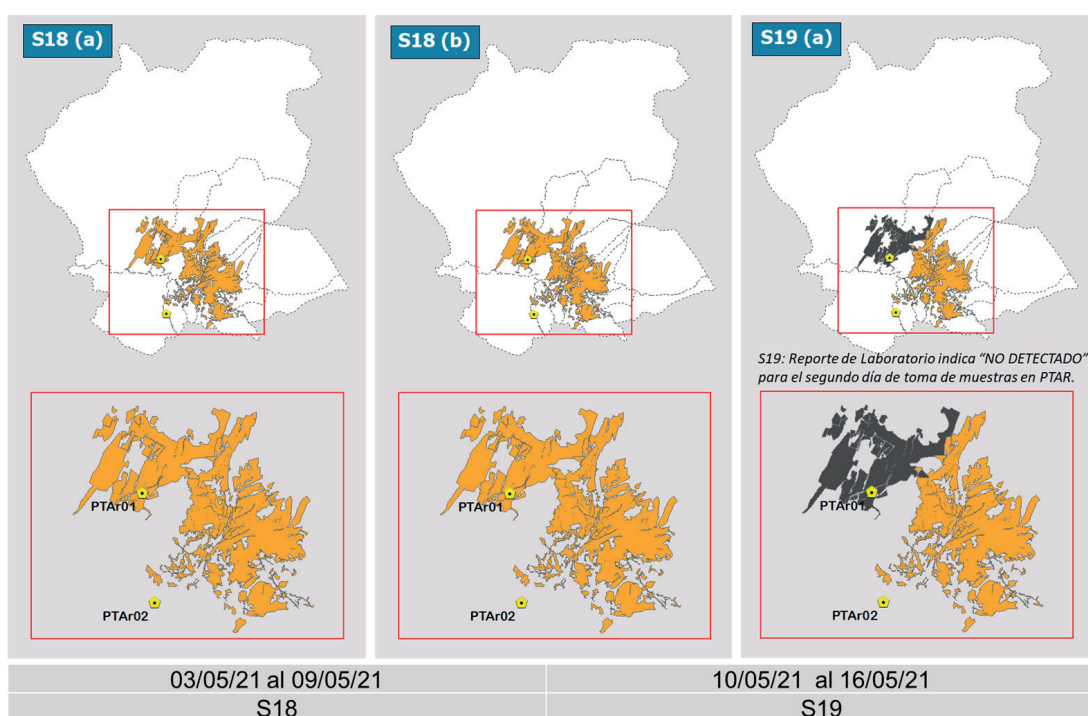 S18 (a)
S18 (b)
S19 (a)
S19: Reporte de Laboratorio indica “NO DETECTADO”
para el segundo día de toma de muestras en PTAR.
PTAr01
PTAr02
PTAr01
PTAr02
PTAr01
PTAr02
03/05/21 al 09/05/21
10/05/21 al 16/05/21
S18
S19